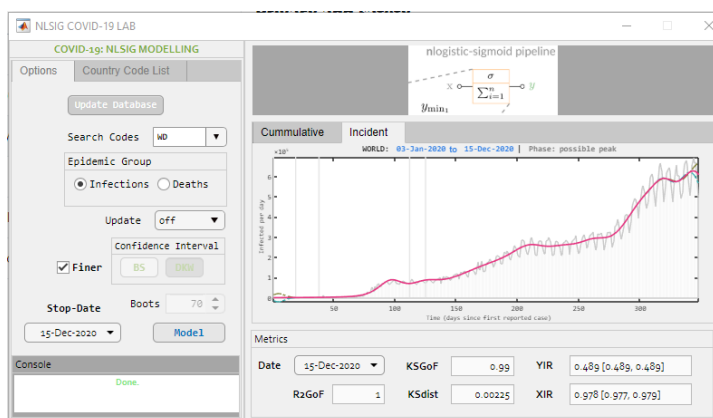 NLSIG COVID-19 LAB
COVID-19: NLSIG MODELLING
Options
Country Code List
Update Database
Search Codes
WD
Epidemic Group
Infections
Deaths
Update
off
Confidence Interval
Finer
BS
DKW
Boots
70
Stop-Date
15-Dec-2020
Model
Console
Done.
nlogistic-sigmoid pipeline
x
σ
∑ⁿᵢ₌₁
y
y min₁
Cummulative
Incident
WORLD: 03-Jan-2020 to 15-Dec-2020 | Phase: possible peak
6
5
4
3
2
1
0
Infected per day
50
100
150
200
250
300
Time (days since first reported case)
Metrics
Date
15-Dec-2020
KSGoF
0.99
YIR
0.489 [0.489, 0.489]
R2GoF
1
KSdist
0.00225
XIR
0.978 [0.977, 0.979]